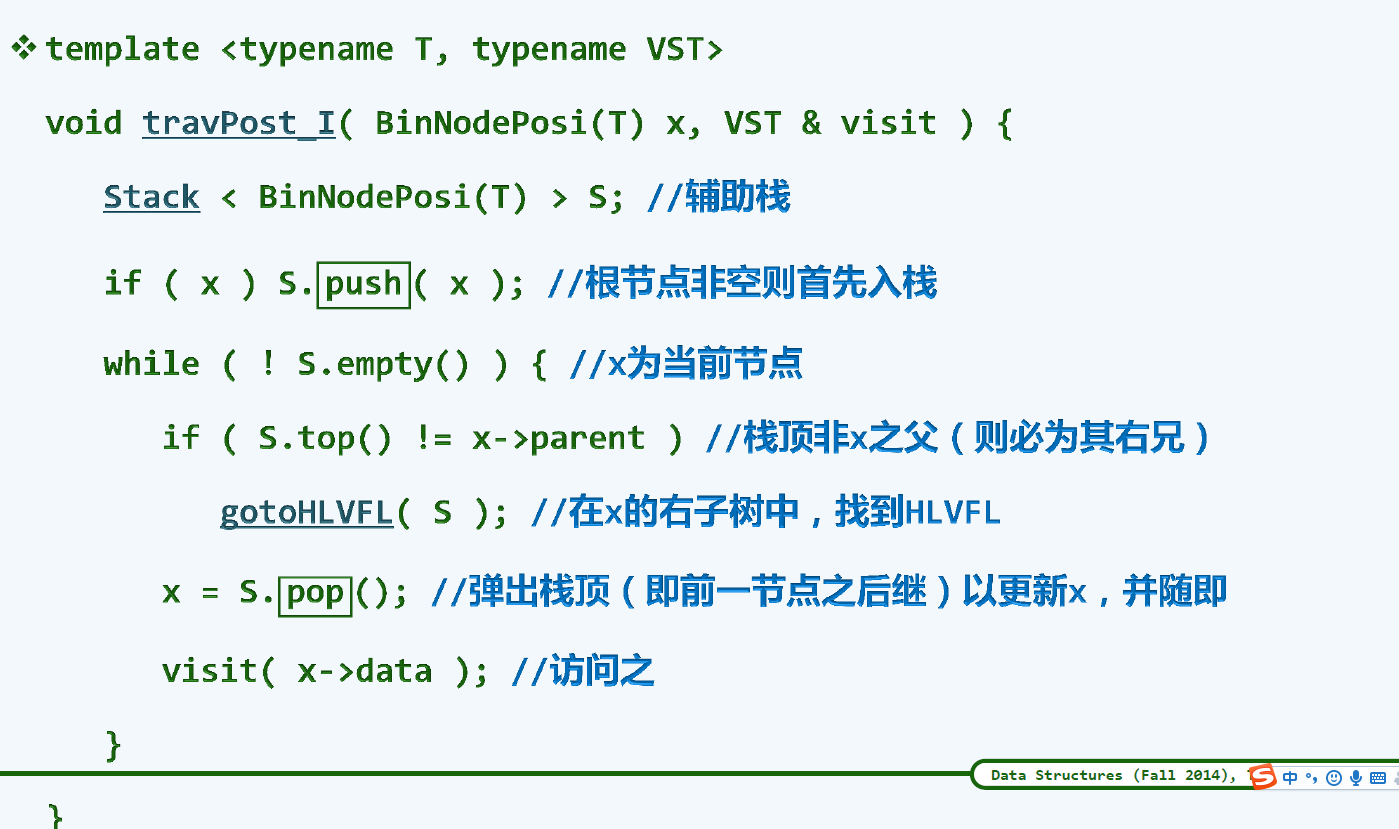 ❖ template <typename T, typename VST>
void travPost_I( BinNodePosi(T) x, VST & visit ) {
Stack < BinNodePosi(T) > S; //辅助栈
if ( x ) S.push( x ); //根节点非空则首先入栈
while ( ! S.empty() ) { //x为当前节点
if ( S.top() != x->parent ) //栈顶非x之父（则必为其右兄）
gotoHLVFL( S ); //在x的右子树中，找到HLVFL
x = S.pop(); //弹出栈顶（即前一节点之后继）以更新x，并随即
visit( x->data ); //访问之
}
Data Structures (Fall 2014),
中
}